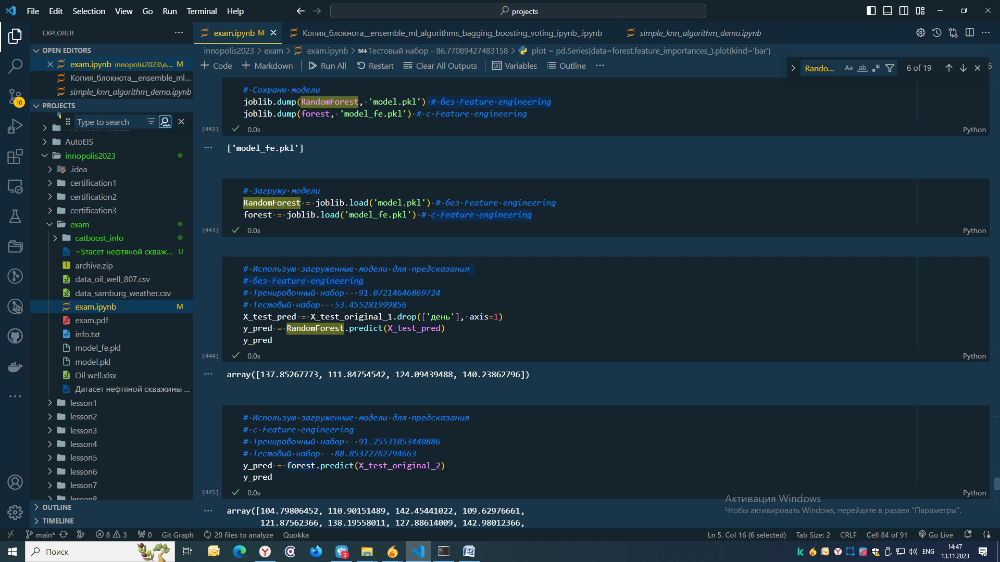 File Edit Selection View Go Run Terminal Help
projects
EXPLORER
OPEN EDITORS
exam.ipynb innopolis2023\e... M
Копия_блокнота__ensemble_ml...
simple_knn_algorithm_demo.ipynb
PROJECTS
Type to search
AutoEIS
innopolis2023
.idea
certification1
certification2
certification3
exam
catboost_info
~$тасет нефтяной скваж... U
archive.zip
data_oil_well_807.csv
data_samburg_weather.csv
exam.ipynb M
exam.pdf
info.txt
model_fe.pkl
model.pkl
Oil well.xlsx
Датасет нефтяной скважины ...
lesson1
lesson2
lesson3
lesson4
lesson5
lesson6
lesson7
lesson8
OUTLINE
TIMELINE
exam.ipynb M
Копия_блокнота__ensemble_ml_algorithms_bagging_boosting_voting_ipynb_.ipynb
simple_knn_algorithm_demo.ipynb
innopolis2023 > exam > exam.ipynb > M↓Тестовый набор - 86.77089427483158 > plot = pd.Series(data=forest.feature_importances_).plot(kind='bar')
+ Code + Markdown Run All Restart Clear All Outputs Variables Outline ...
Rando... Aa ab 6 of 19
# Сохраню модели
joblib.dump(RandomForest, 'model.pkl') # без Feature engineering
joblib.dump(forest, 'model_fe.pkl') # с Feature engineering
[442] 0.0s Python
['model_fe.pkl']
# Загружу модели
RandomForest = joblib.load('model.pkl') # без Feature engineering
forest = joblib.load('model_fe.pkl') # с Feature engineering
[443] 0.0s Python
# Использую загруженные модели для предсказания
# без Feature engineering
# Тренировочный набор - 91.07214646869724
# Тестовый набор - 53.455281999856
X_test_pred = X_test_original_1.drop(['день'], axis=1)
y_pred = RandomForest.predict(X_test_pred)
y_pred
[444] 0.0s Python
array([137.85267773, 111.84754542, 124.09439488, 140.23862796])
# Использую загруженные модели для предсказания
# с Feature engineering
# Тренировочный набор - 91.25531053440886
# Тестовый набор - 88.85372762794663
y_pred = forest.predict(X_test_original_2)
y_pred
[445] 0.0s Python
array([104.79806452, 110.90151489, 142.45441022, 109.62976661,
121.87562366, 138.19558011, 127.88614009, 142.98012366,
Активация Windows
Чтобы активировать Windows, перейдите в раздел "Параметры".
main* 8 3 0 Git Graph 20 files to analyze Quokka
Ln 5, Col 16 (6 selected) Tab Size: 2 CRLF Cell 84 of 91 Go Live
10
Поиск
3
ENG
14:47
13.11.2023